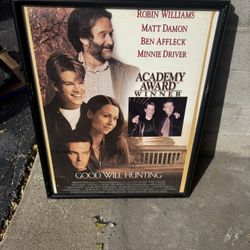 ROBIN WILLIAMS
MATT DAMON
BEN AFFLECK
MINNIE DRIVER
ACADEMY
AWARD
WINNER
GOOD WILL HUNTING